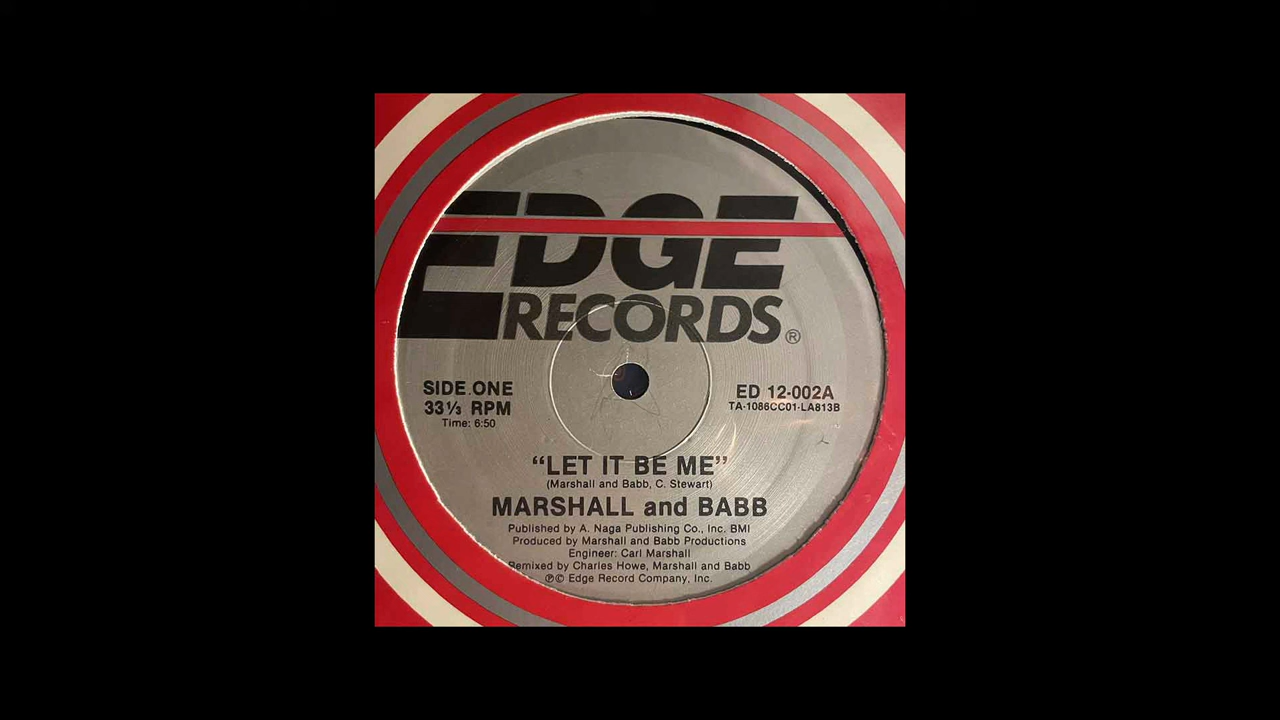 EDGE
RECORDS®
SIDE ONE
33 1/3 RPM
Time: 6:50
ED 12-002A
TA-1086CC01-LA813B
“LET IT BE ME”
(Marshall and Babb, C. Stewart)
MARSHALL and BABB
Published by A. Naga Publishing Co., Inc. BMI
Produced by Marshall and Babb Productions
Engineer: Carl Marshall
Remixed by Charles Howe, Marshall and Babb
℗© Edge Record Company, Inc.